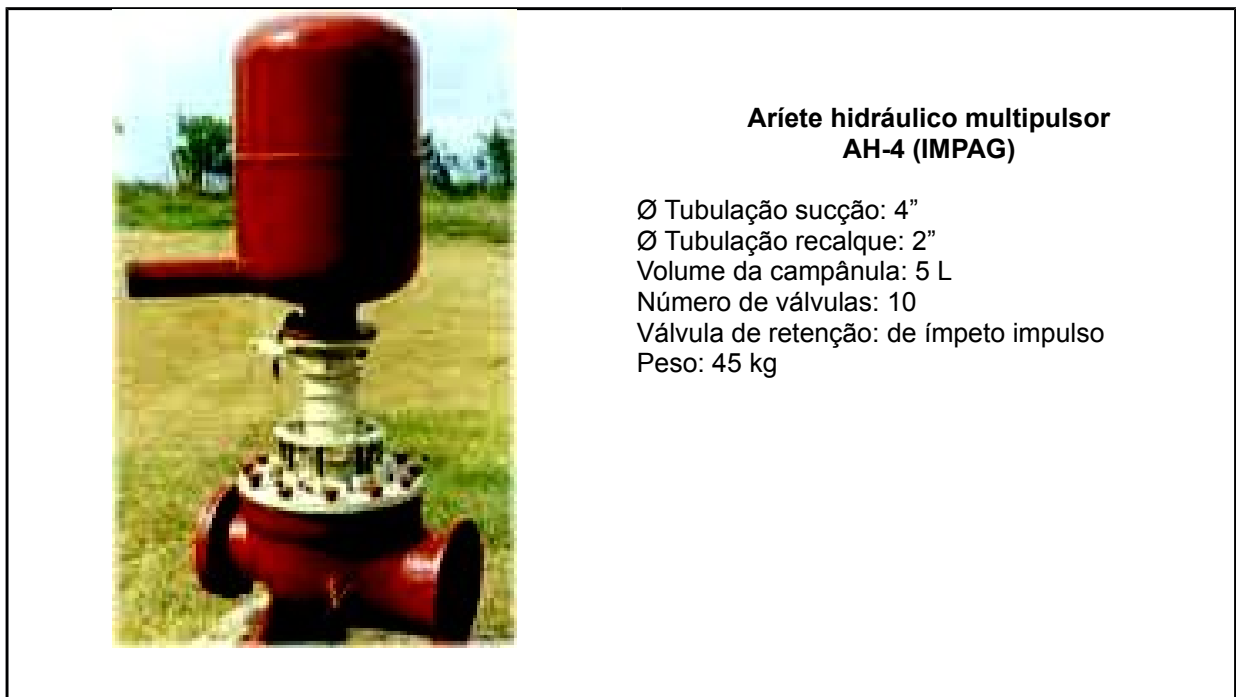 Aríete hidráulico multipulsor
AH-4 (IMPAG)
Ø Tubulação sucção: 4”
Ø Tubulação recalque: 2”
Volume da campânula: 5 L
Número de válvulas: 10
Válvula de retenção: de ímpeto impulso
Peso: 45 kg